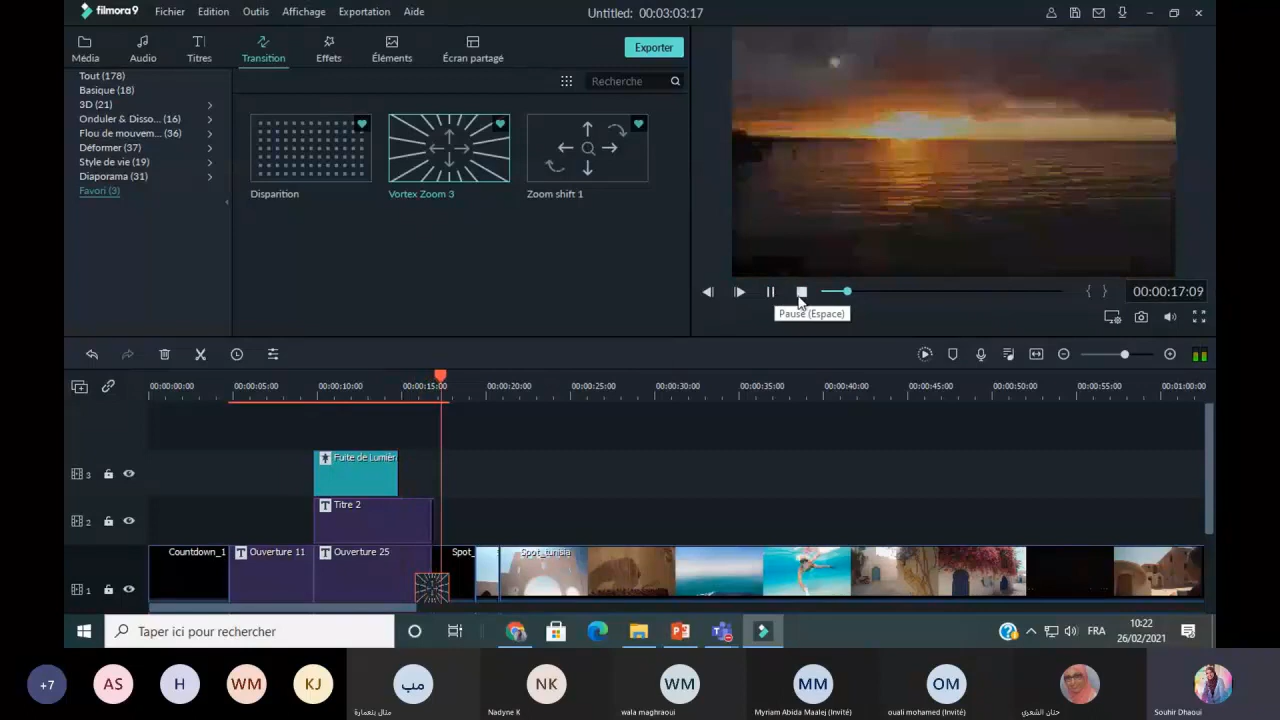 filmora9 Fichier Edition Outils Affichage Exportation Aide Untitled: 00:03:03:17
Média Audio Titres Transition Effets Éléments Écran partagé Exporter
Tout (178)
Basique (18)
3D (21)
Onduler & Disso... (16)
Flou de mouvem... (36)
Déformer (37)
Style de vie (19)
Diaporama (31)
Favori (3)
Recherche
Disparition Vortex Zoom 3 Zoom shift 1
00:00:17:09
Pause (Espace)
00:00:00:00 00:00:05:00 00:00:10:00 00:00:15:00 00:00:20:00 00:00:25:00 00:00:30:00 00:00:35:00 00:00:40:00 00:00:45:00 00:00:50:00 00:00:55:00 00:01:00:00
3 Fuite de Lumièr
2 T Titre 2
1 Countdown_1 T Ouverture 11 T Ouverture 25 Spot_ Spot_tunisia
Taper ici pour rechercher
FRA
10:22
26/02/2021
+7 AS H WM KJ مب NK WM MM OM
منال بنعمارة Nadyne K wala maghraoui Myriam Abida Maalej (Invité) ouali mohamed (Invité) حنان الشعري Souhir Dhaoui